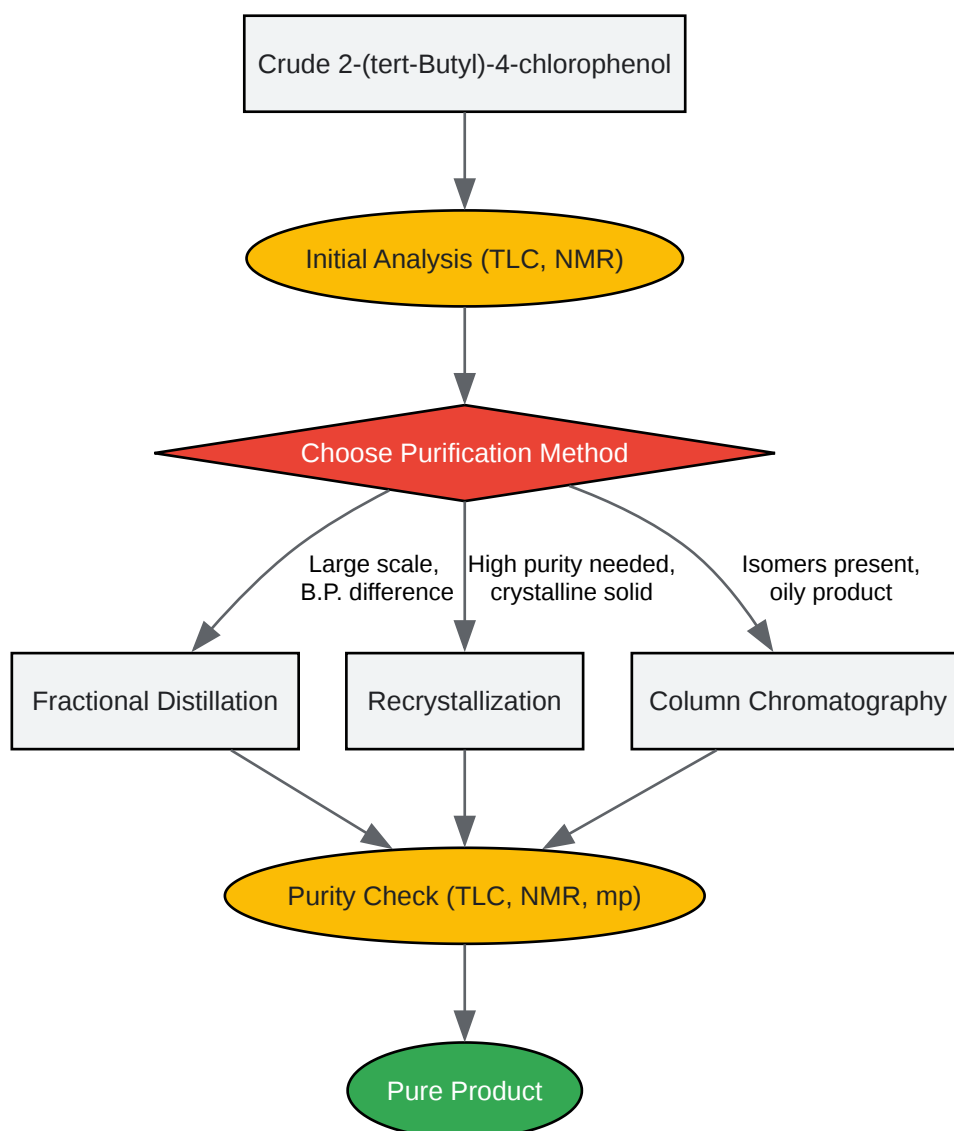 Crude 2-(tert-Butyl)-4-chlorophenol
Initial Analysis (TLC, NMR)
Choose Purification Method
Large scale,
B.P. difference
High purity needed,
crystalline solid
Isomers present,
oily product
Fractional Distillation
Recrystallization
Column Chromatography
Purity Check (TLC, NMR, mp)
Pure Product